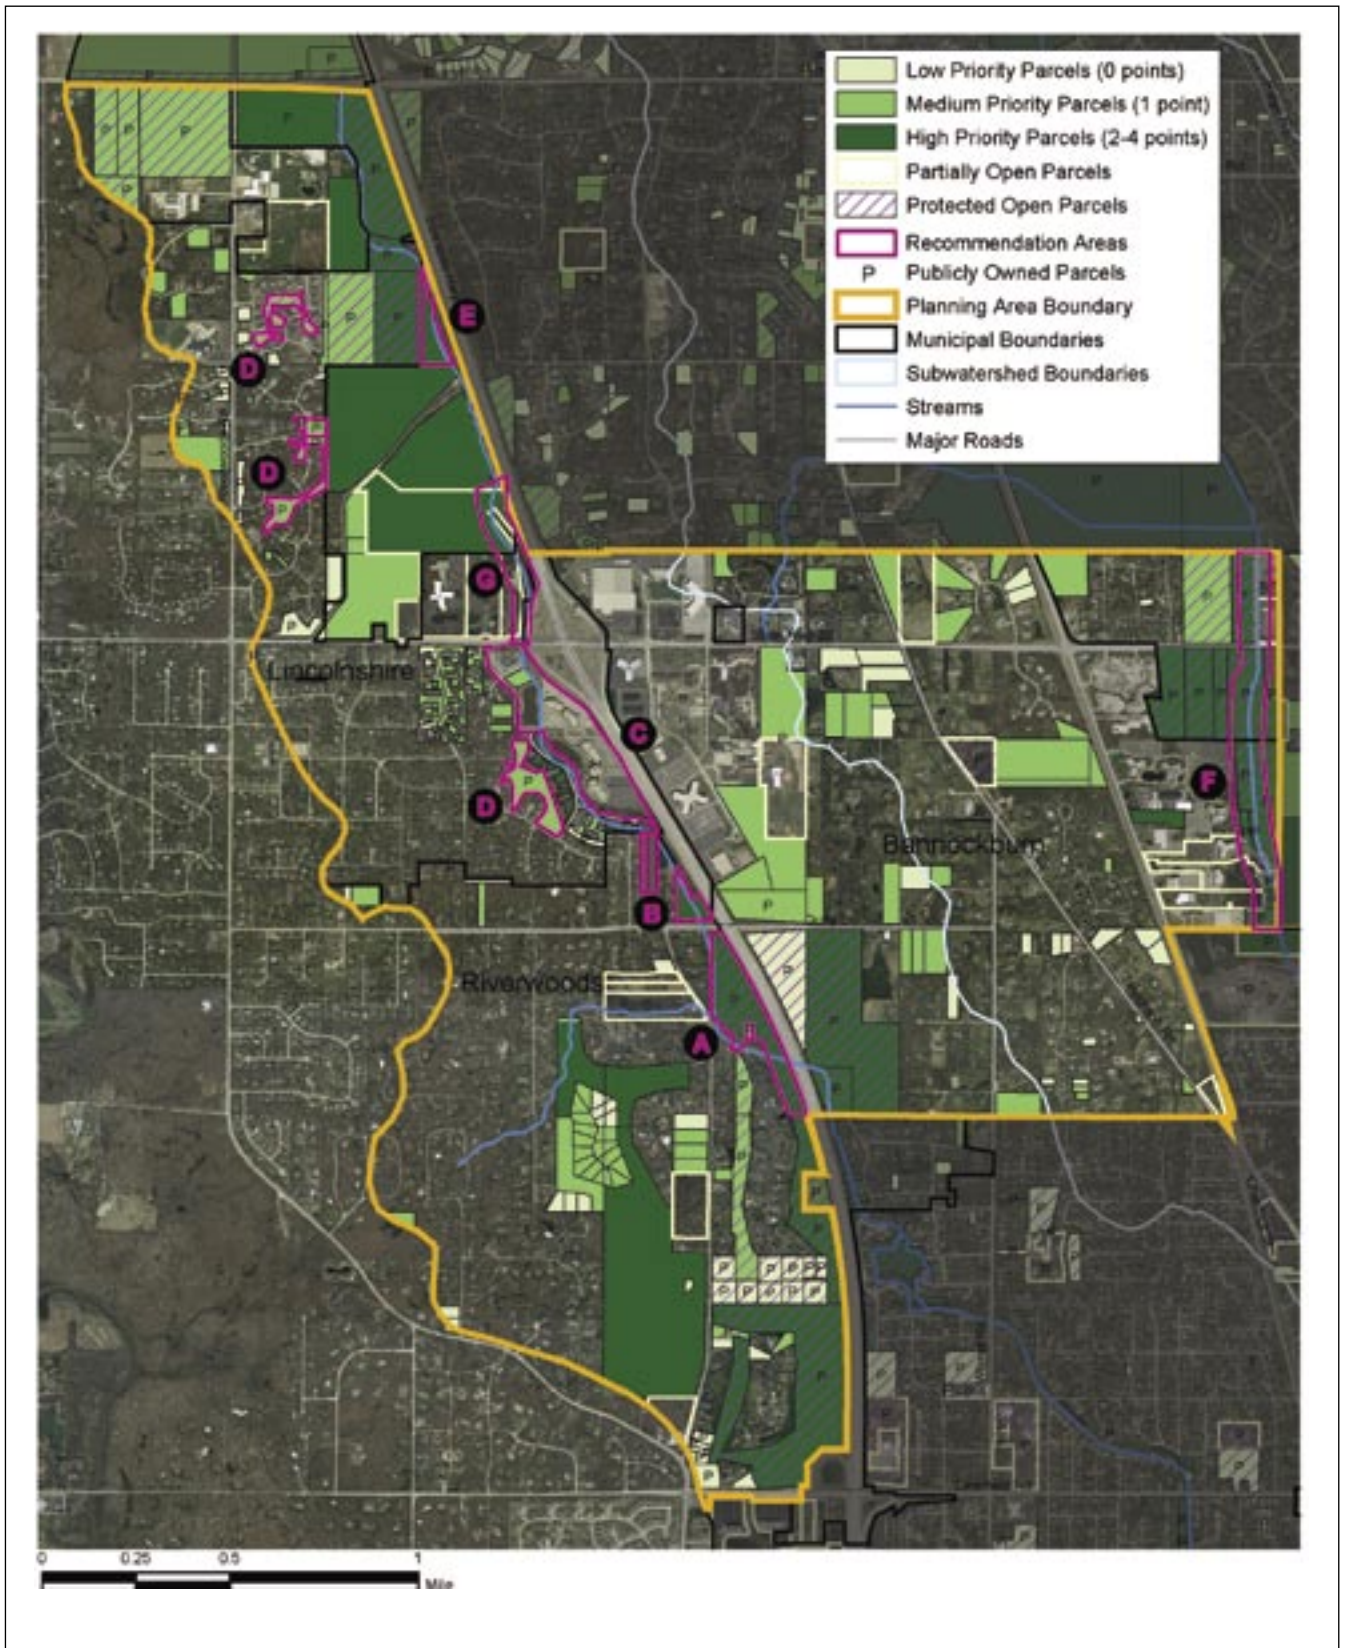 Low Priority Parcels (0 points)
Medium Priority Parcels (1 point)
High Priority Parcels (2-4 points)
Partially Open Parcels
Protected Open Parcels
Recommendation Areas
P Publicly Owned Parcels
Planning Area Boundary
Municipal Boundaries
Subwatershed Boundaries
Streams
Major Roads
E
D
D
G
Lincolnshire
C
D
F
Bannockburn
B
Riverwoods
A
0 0.25 0.5 1
Mile